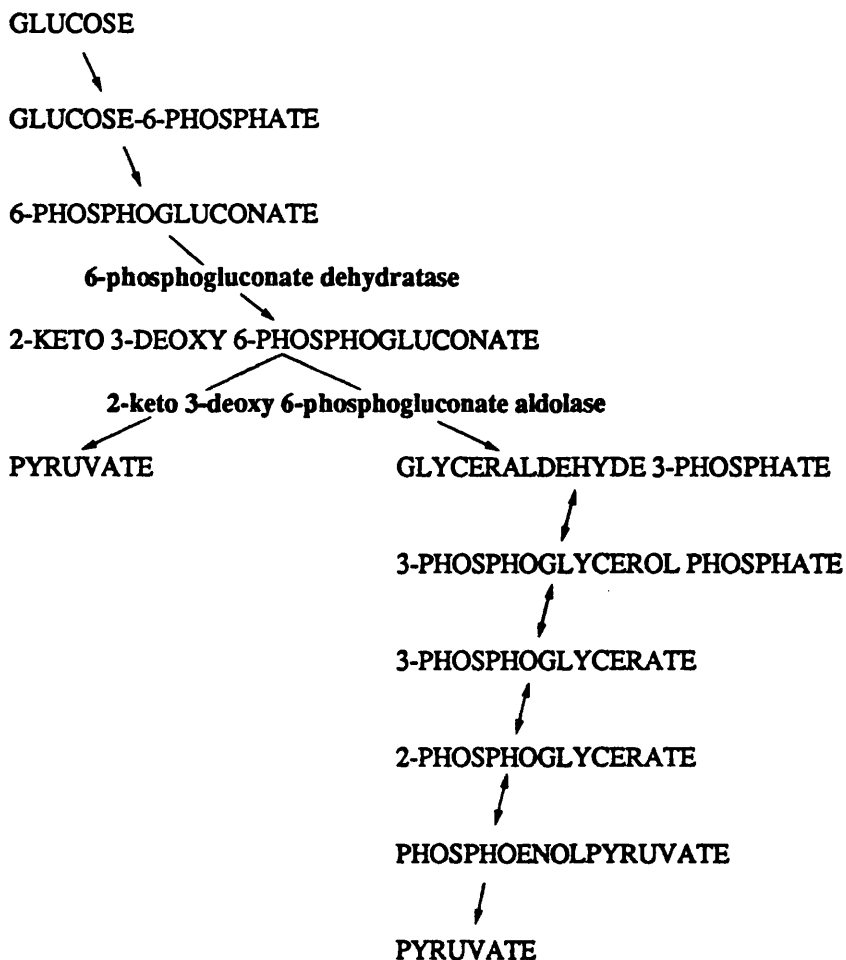 GLUCOSE
GLUCOSE-6-PHOSPHATE
6-PHOSPHOGLUCONATE
6-phosphogluconate dehydratase
2-KETO 3-DEOXY 6-PHOSPHOGLUCONATE
2-keto 3-deoxy 6-phosphogluconate aldolase
PYRUVATE GLYCERALDEHYDE 3-PHOSPHATE
3-PHOSPHOGLYCEROL PHOSPHATE
3-PHOSPHOGLYCERATE
2-PHOSPHOGLYCERATE
PHOSPHOENOLPYRUVATE
PYRUVATE